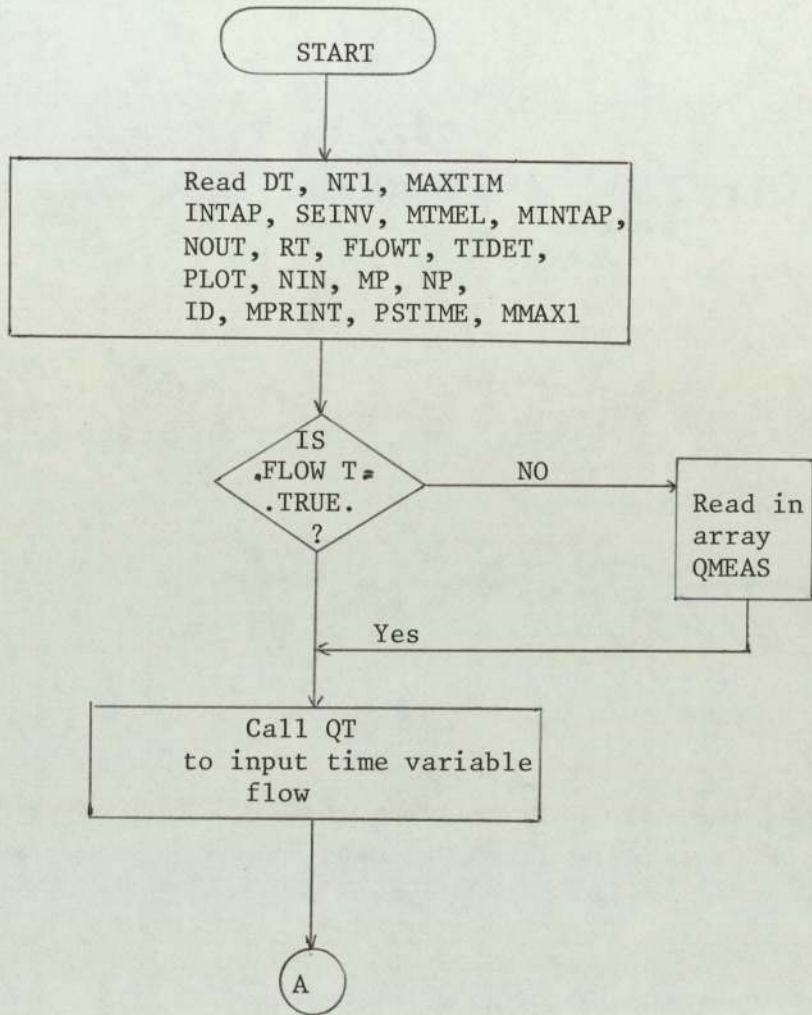 START
Read DT, NT1, MAXTIM
INTAP, SEINV, MTMEL, MINTAP,
NOUT, RT, FLOWT, TIDET,
PLOT, NIN, MP, NP,
ID, MPRINT, PSTIME, MMAX1
IS
.FLOW T=
.TRUE.
?
NO
Read in
array
QMEAS
Yes
Call QT
to input time variable
flow
A